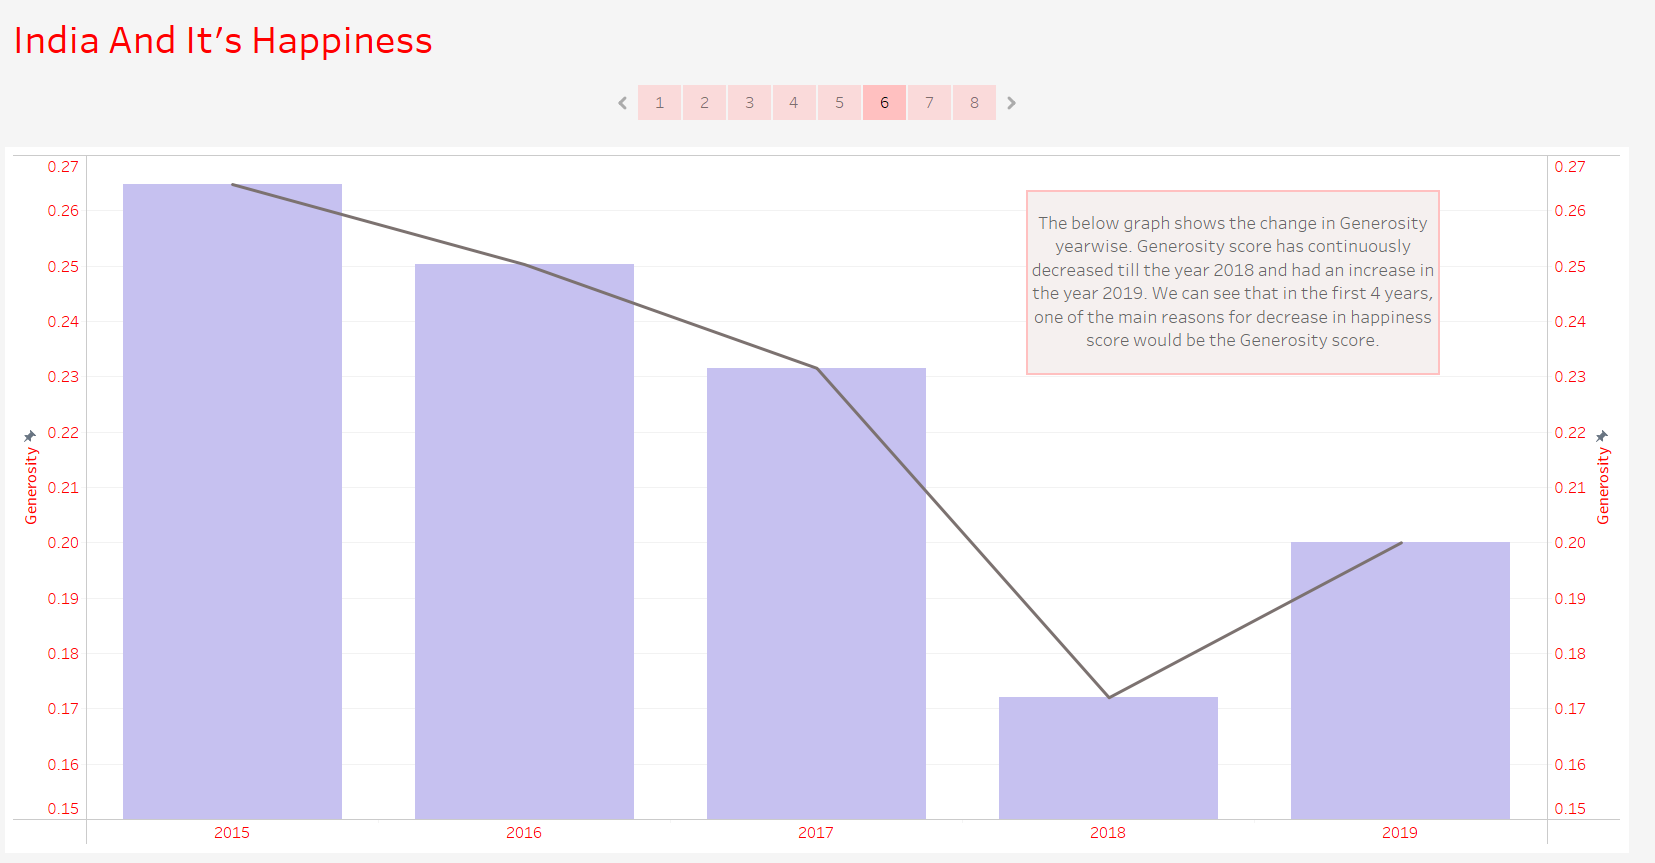 India And It’s Happiness
1 2 3 4 5 6 7 8
The below graph shows the change in Generosity
yearwise. Generosity score has continuously
decreased till the year 2018 and had an increase in
the year 2019. We can see that in the first 4 years,
one of the main reasons for decrease in happiness
score would be the Generosity score.
Generosity
0.27
0.26
0.25
0.24
0.23
0.22
0.21
0.20
0.19
0.18
0.17
0.16
0.15
0.27
0.26
0.25
0.24
0.23
0.22
0.21
0.20
0.19
0.18
0.17
0.16
0.15
Generosity
2015 2016 2017 2018 2019